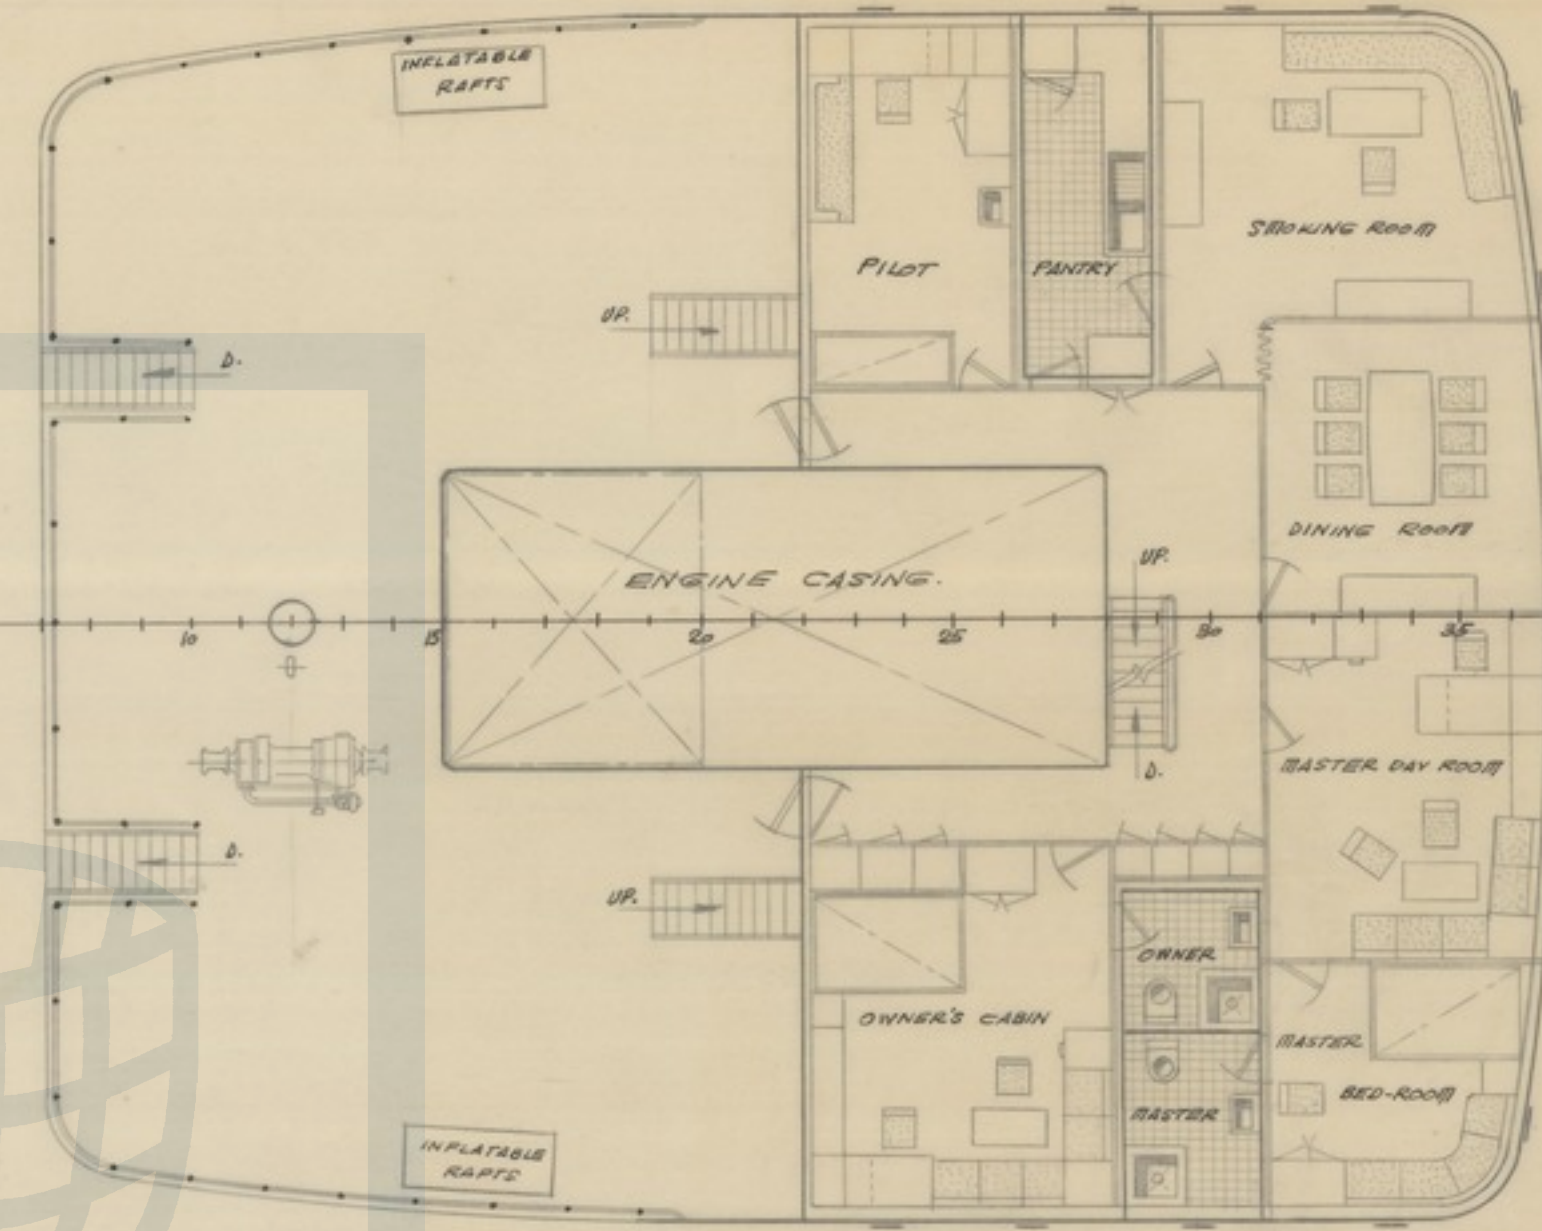 INFLATABLE
RAFTS
SMOKING ROOM
PILOT
PANTRY
UP.
D.
DINING ROOM
UP.
ENGINE CASING.
10
15
20
25
30
35
D.
MASTER DAY ROOM
D.
UP.
OWNER
OWNER'S CABIN
MASTER
BED-ROOM
MASTER
INFLATABLE
RAFTS